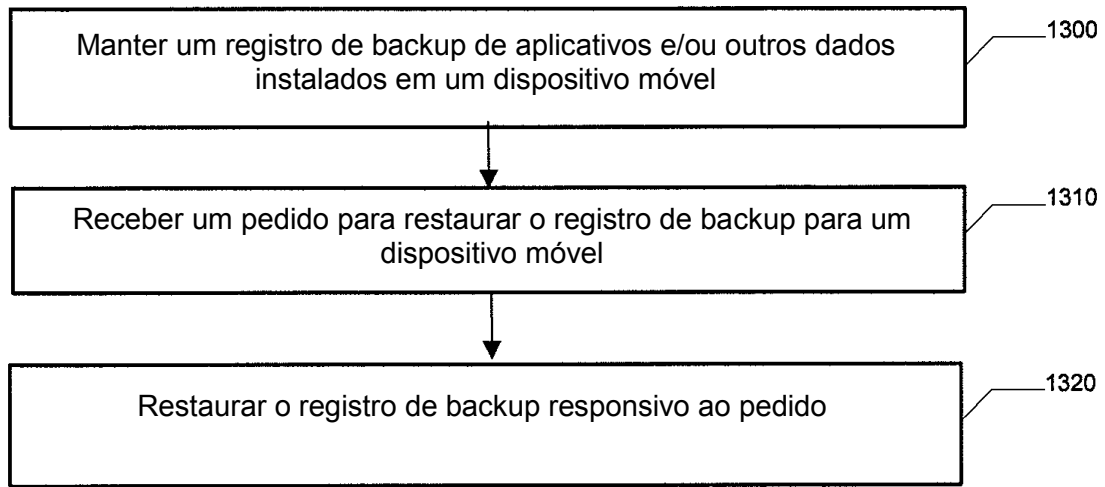 Manter um registro de backup de aplicativos e/ou outros dados
instalados em um dispositivo móvel
1300
Receber um pedido para restaurar o registro de backup para um
dispositivo móvel
1310
Restaurar o registro de backup responsivo ao pedido
1320